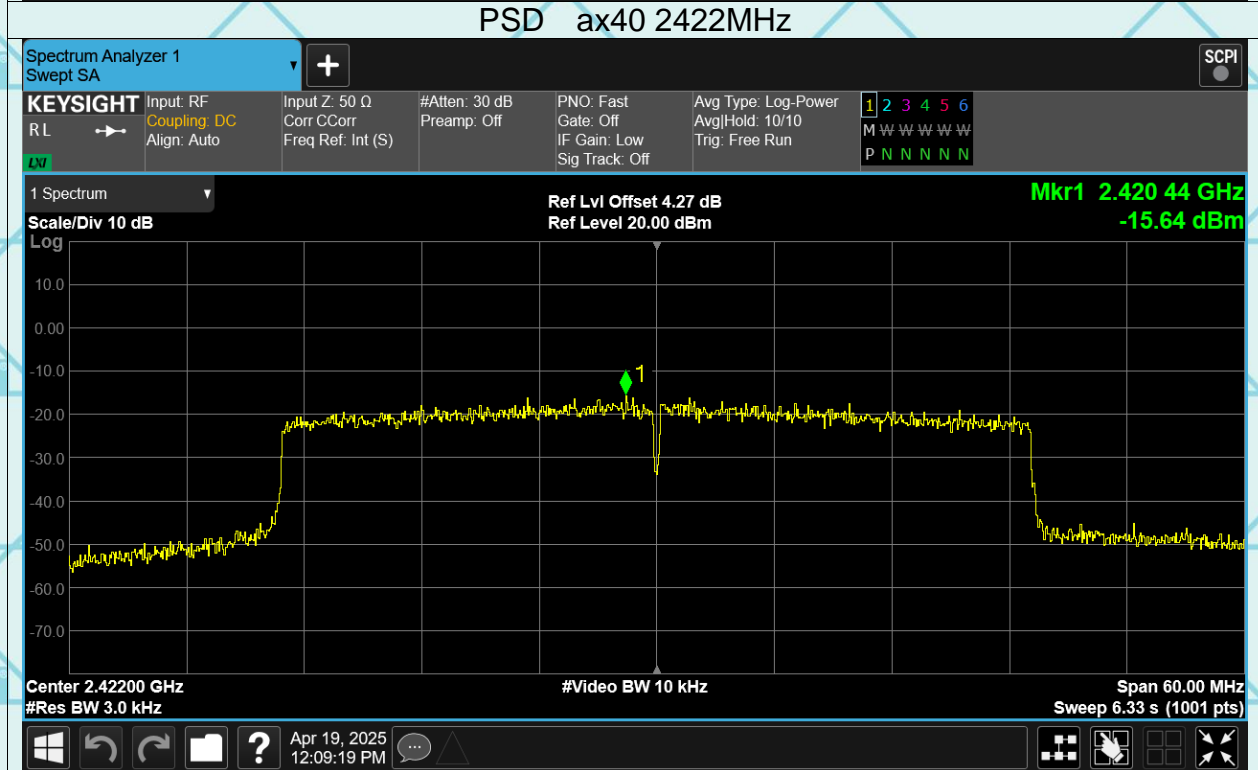 PSD ax40 2422MHz
Spectrum Analyzer 1
Swept SA
SCPI
KEYSIGHT Input: RF Input Z: 50 Ω #Atten: 30 dB PNO: Fast Avg Type: Log-Power 1 2 3 4 5 6
RL Coupling: DC Corr CCorr Preamp: Off Gate: Off Avg|Hold: 10/10 M W W W W W
Align: Auto Freq Ref: Int (S) IF Gain: Low Trig: Free Run P N N N N N
LXI Sig Track: Off
1 Spectrum Ref Lvl Offset 4.27 dB Mkr1 2.420 44 GHz
Scale/Div 10 dB Ref Level 20.00 dBm -15.64 dBm
Log
10.0
0.00
-10.0
1
-20.0
-30.0
-40.0
-50.0
-60.0
-70.0
Center 2.42200 GHz #Video BW 10 kHz Span 60.00 MHz
#Res BW 3.0 kHz Sweep 6.33 s (1001 pts)
? Apr 19, 2025
12:09:19 PM